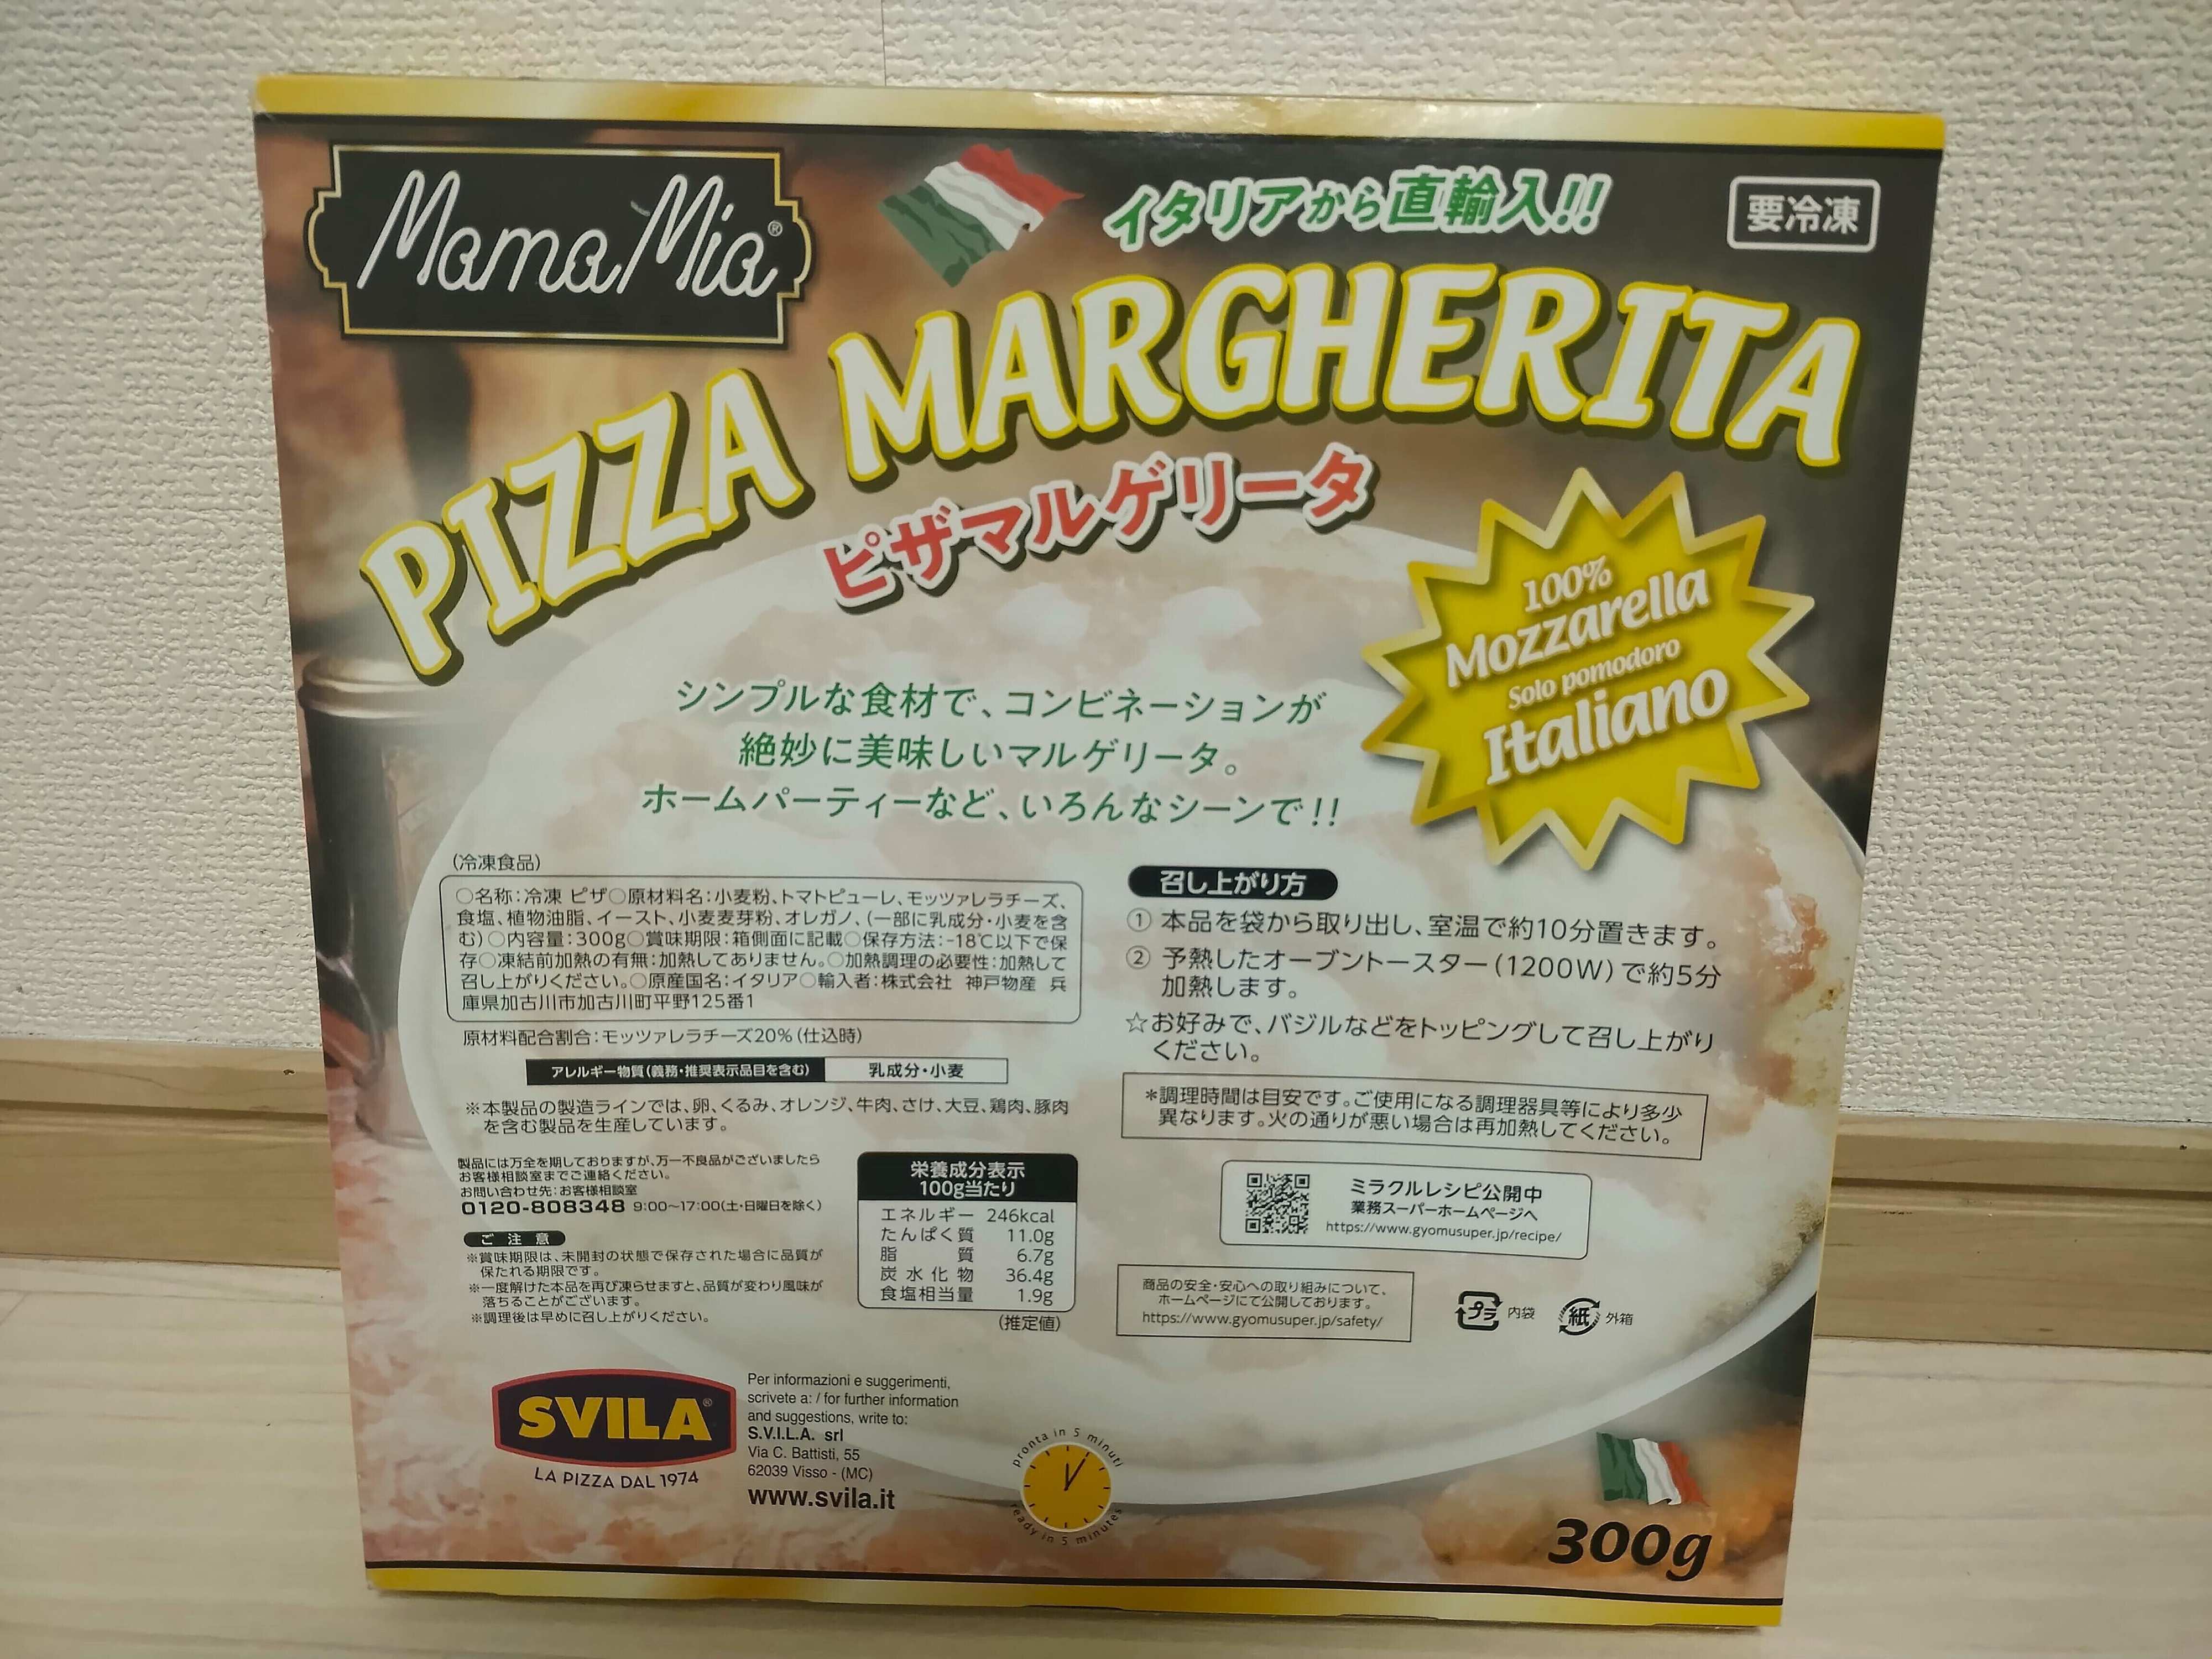 Mama Mia®
イタリアから直輸入!!
要冷凍
PIZZA MARGHERITA
ピザマルゲリータ
100%
Mozzarella
Solo pomodoro
Italiano
シンプルな食材で、コンビネーションが
絶妙に美味しいマルゲリータ。
ホームパーティーなど、いろんなシーンで!!
(冷凍食品)
○名称:冷凍 ピザ○原材料名:小麦粉、トマトピューレ、モッツァレラチーズ、
食塩、植物油脂、イースト、小麦麦芽粉、オレガノ、(一部に乳成分・小麦を含
む)○内容量:300g○賞味期限:箱側面に記載○保存方法:-18℃以下で保
存○凍結前加熱の有無:加熱してありません。○加熱調理の必要性:加熱して
召し上がりください。○原産国名:イタリア○輸入者:株式会社 神戸物産 兵
庫県加古川市加古川町平野125番1
原材料配合割合:モッツァレラチーズ20%(仕込時)
アレルギー物質(義務・推奨表示品目を含む) 乳成分・小麦
※本製品の製造ラインでは、卵、くるみ、オレンジ、牛肉、さけ、大豆、鶏肉、豚肉
を含む製品を生産しています。
製品には万全を期しておりますが、万一不良品がございましたら
お客様相談室までご連絡ください。
お問い合わせ先:お客様相談室
0120-808348 9:00~17:00(土・日曜日を除く)
ご注意
※賞味期限は、未開封の状態で保存された場合に品質が
保たれる期限です。
※一度解けた本品を再び凍らせますと、品質が変わり風味が
落ちることがございます。
※調理後は早めに召し上がりください。
栄養成分表示
100g当たり
エネルギー 246kcal
たんぱく質 11.0g
脂質 6.7g
炭水化物 36.4g
食塩相当量 1.9g
(推定値)
召し上がり方
① 本品を袋から取り出し、室温で約10分置きます。
② 予熱したオーブントースター(1200W)で約5分
加熱します。
☆お好みで、バジルなどをトッピングして召し上がり
ください。
*調理時間は目安です。ご使用になる調理器具等により多少
異なります。火の通りが悪い場合は再加熱してください。
ミラクルレシピ公開中
業務スーパーホームページへ
https://www.gyomusuper.jp/recipe/
商品の安全・安心への取り組みについて、
ホームページにて公開しております。
https://www.gyomusuper.jp/safety/
プラ 内袋 紙 外箱
SVILA®
LA PIZZA DAL 1974
Per informazioni e suggerimenti,
scrivete a: / for further information
and suggestions, write to:
S.V.I.L.A. srl
Via C. Battisti, 55
62039 Visso - (MC)
www.svila.it
pronta in 5 minuti
ready in 5 minutes
300g